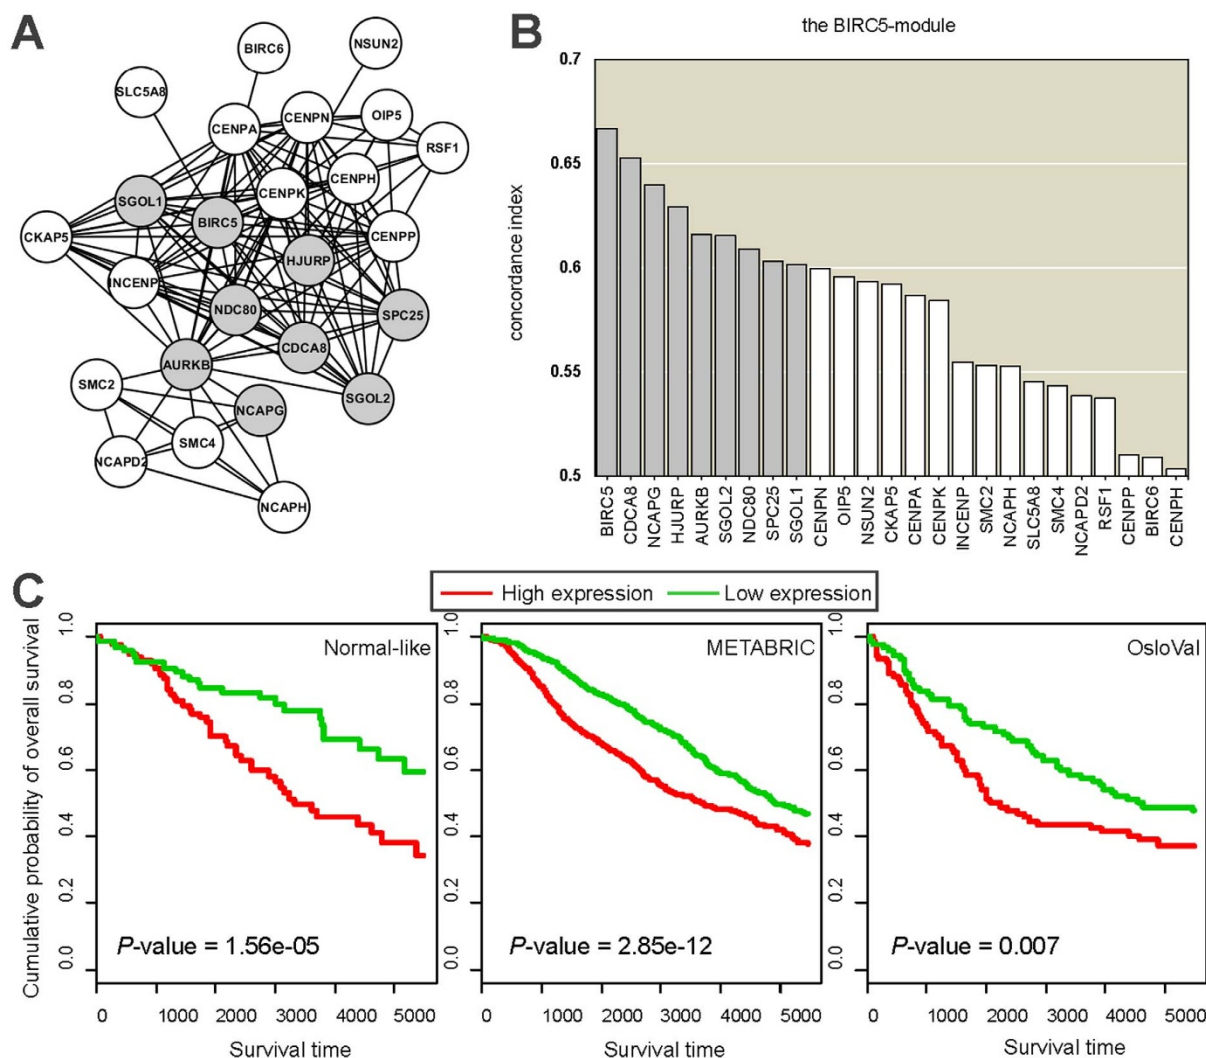 A
BIRC6
NSUN2
SLC5A8
CENPA
CENPN
OIP5
RSF1
CENPH
CENPK
SGOL1
BIRC5
CKAP5
CENPP
HJURP
INCENP
NDC80
SPC25
CDCA8
AURKB
SMC2
SGOL2
NCAPG
SMC4
NCAPD2
NCAPH
B
the BIRC5-module
concordance index
0.7
0.65
0.6
0.55
0.5
BIRC5
CDCA8
NCAPG
HJURP
AURKB
SGOL2
NDC80
SPC25
SGOL1
CENPN
OIP5
NSUN2
CKAP5
CENPA
CENPK
INCENP
SMC2
NCAPH
SLC5A8
SMC4
NCAPD2
RSF1
CENPP
BIRC6
CENPH
C
High expression Low expression
Cumulative probability of overall survival
1.0
0.8
0.6
0.4
0.2
0.0
Normal-like
P-value = 1.56e-05
0 1000 2000 3000 4000 5000
Survival time
1.0
0.8
0.6
0.4
0.2
0.0
METABRIC
P-value = 2.85e-12
0 1000 2000 3000 4000 5000
Survival time
1.0
0.8
0.6
0.4
0.2
0.0
OsloVal
P-value = 0.007
0 1000 2000 3000 4000 5000
Survival time